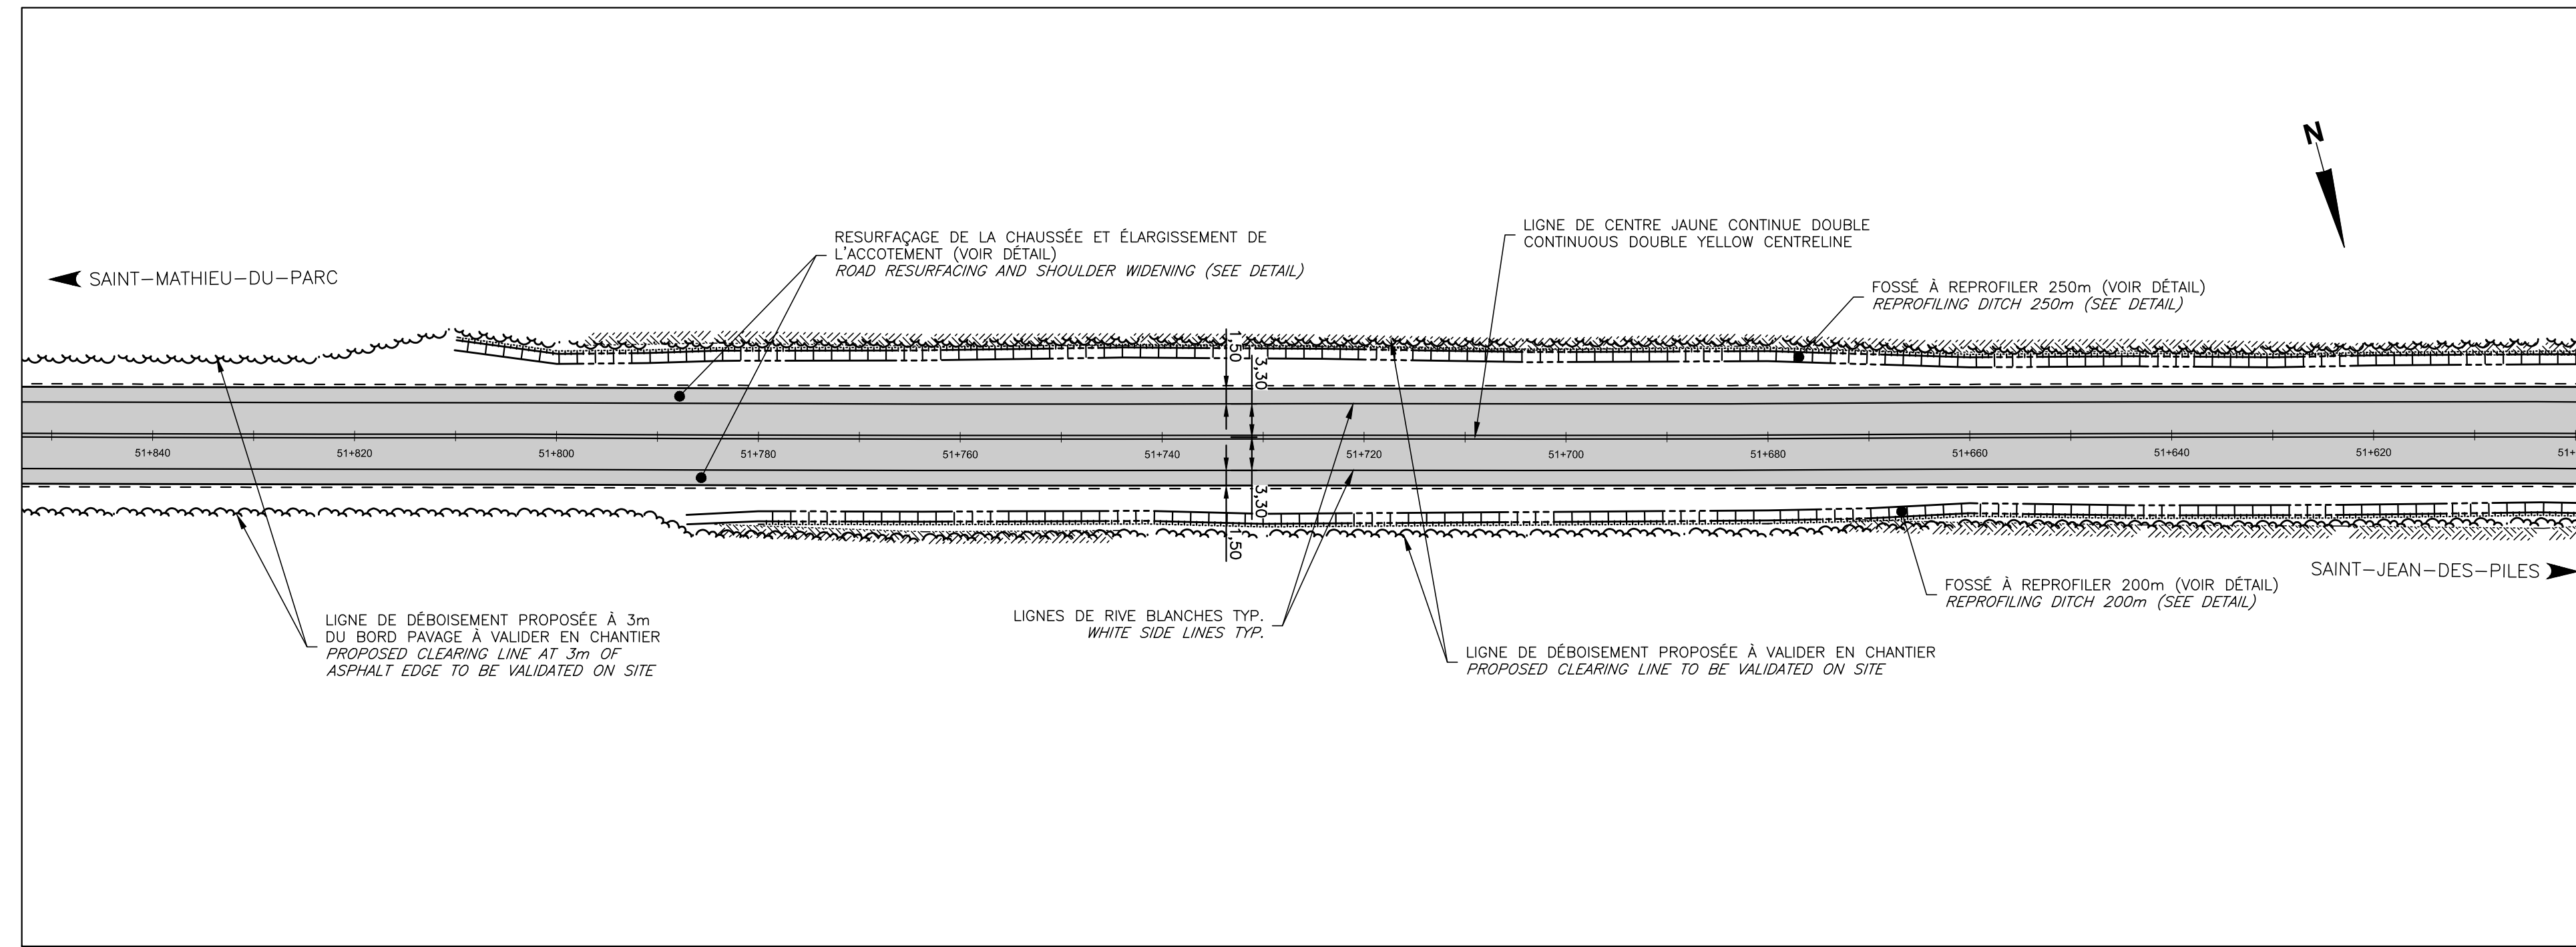 N
LIGNE DE CENTRE JAUNE CONTINUE DOUBLE
CONTINUOUS DOUBLE YELLOW CENTRELINE
RESURFAÇAGE DE LA CHAUSSÉE ET ÉLARGISSEMENT DE
L'ACCOTEMENT (VOIR DÉTAIL)
ROAD RESURFACING AND SHOULDER WIDENING (SEE DETAIL)
SAINT-MATHIEU-DU-PARC
FOSSÉ À REPROFILER 250m (VOIR DÉTAIL)
REPROFILING DITCH 250m (SEE DETAIL)
1,50
3,30
51+840
51+820
51+800
51+780
51+760
51+740
51+720
51+700
51+680
51+660
51+640
51+620
51+
3,30
1,50
SAINT-JEAN-DES-PILES
FOSSÉ À REPROFILER 200m (VOIR DÉTAIL)
REPROFILING DITCH 200m (SEE DETAIL)
LIGNES DE RIVE BLANCHES TYP.
WHITE SIDE LINES TYP.
LIGNE DE DÉBOISEMENT PROPOSÉE À 3m
DU BORD PAVAGE À VALIDER EN CHANTIER
PROPOSED CLEARING LINE AT 3m OF
ASPHALT EDGE TO BE VALIDATED ON SITE
LIGNE DE DÉBOISEMENT PROPOSÉE À VALIDER EN CHANTIER
PROPOSED CLEARING LINE TO BE VALIDATED ON SITE